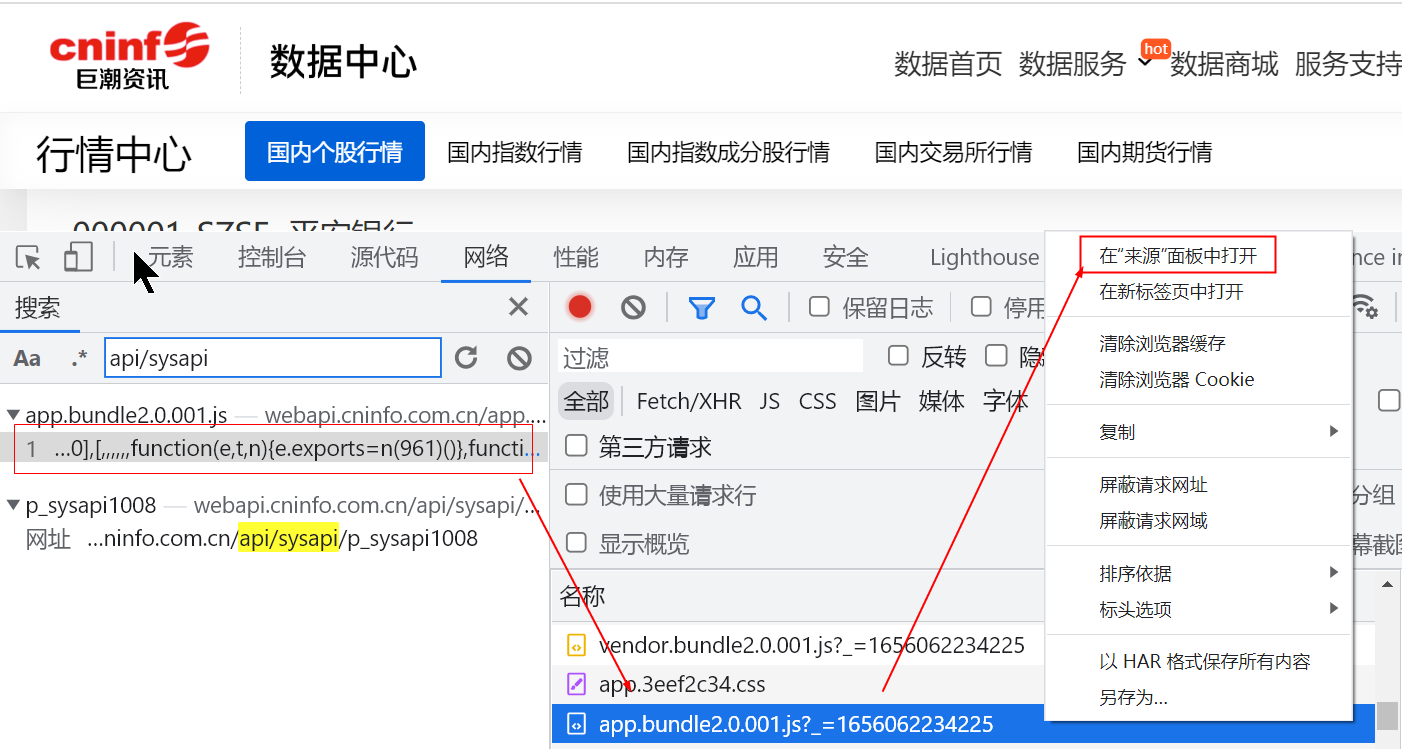 cninf
巨潮资讯
数据中心
数据首页 数据服务 hot 数据商城 服务支持
行情中心 国内个股行情 国内指数行情 国内指数成分股行情 国内交易所行情 国内期货行情
000001 SZSE 平安银行
元素 控制台 源代码 网络 性能 内存 应用 安全 Lighthouse
搜索
保留日志 停用
Aa .* api/sysapi
过滤 反转
全部 Fetch/XHR JS CSS 图片 媒体 字体
app.bundle2.0.001.js — webapi.cninfo.com.cn/app....
1 ...0],[,,,,,,function(e,t,n){e.exports=n(961)()},functi...
第三方请求
p_sysapi1008 — webapi.cninfo.com.cn/api/sysapi/...
网址 ...ninfo.com.cn/api/sysapi/p_sysapi1008
使用大量请求行
分组
显示概览
名称
vendor.bundle2.0.001.js?_=1656062234225
app.3eef2c34.css
app.bundle2.0.001.js?_=1656062234225
在“来源”面板中打开
在新标签页中打开
清除浏览器缓存
清除浏览器 Cookie
复制
屏蔽请求网址
屏蔽请求网域
排序依据
标头选项
以 HAR 格式保存所有内容
另存为...